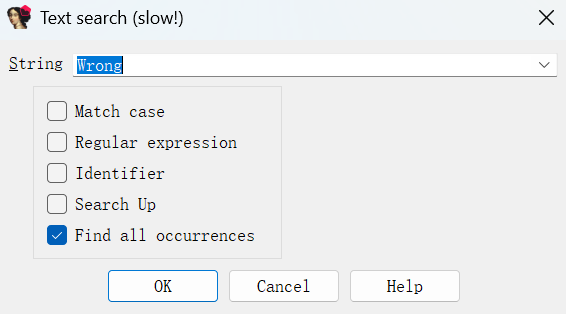 Text search (slow!)
String Wrong
Match case
Regular expression
Identifier
Search Up
Find all occurrences
OK Cancel Help